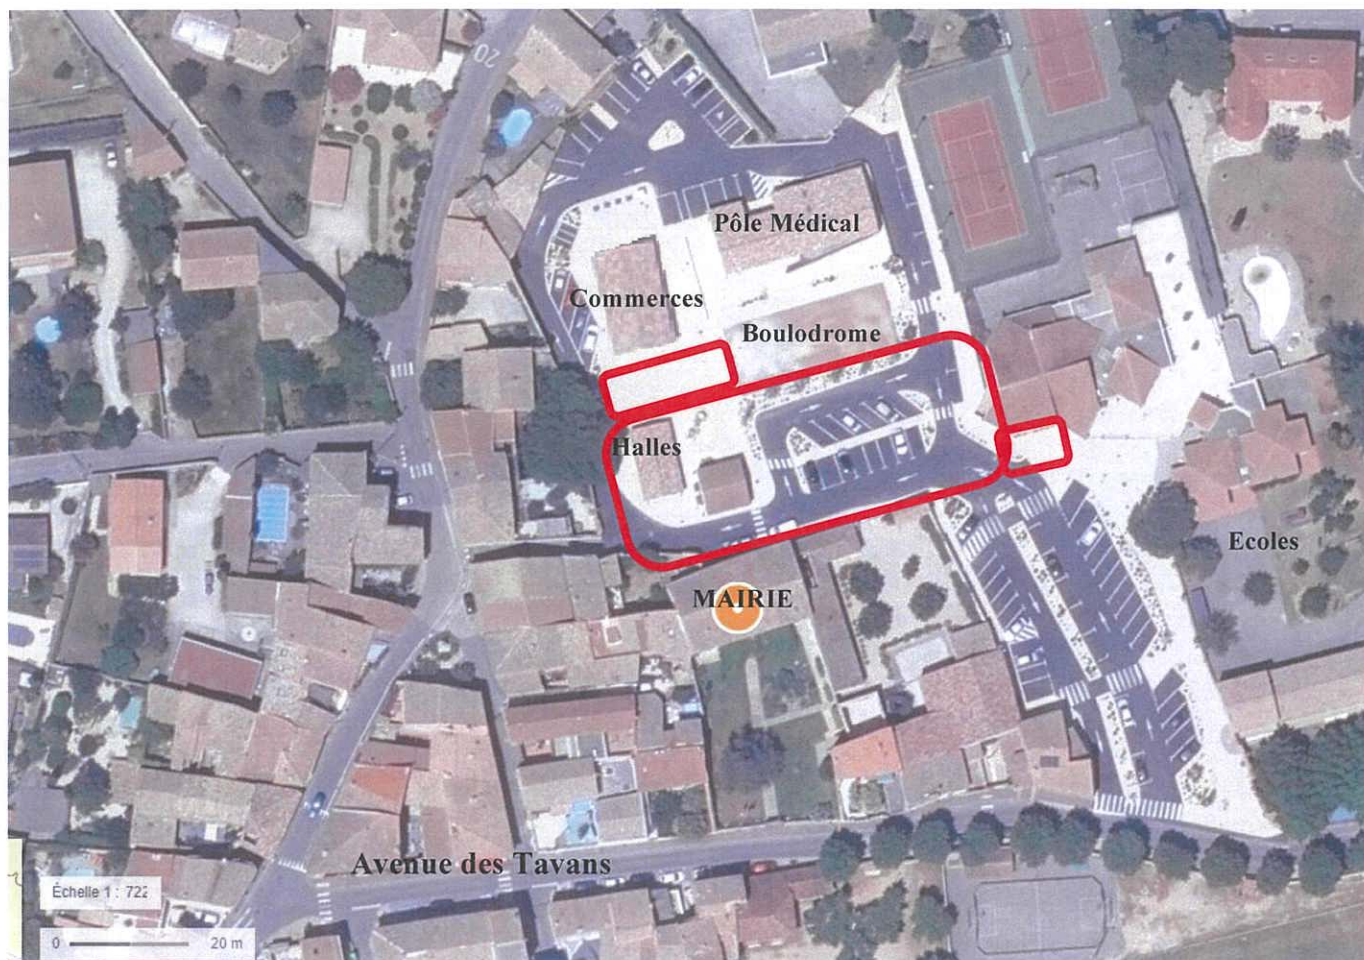 20
Pôle Médical
Commerces
Boulodrome
Halles
Ecoles
MAIRIE
Avenue des Tavans
Échelle 1 : 722
0 20 m